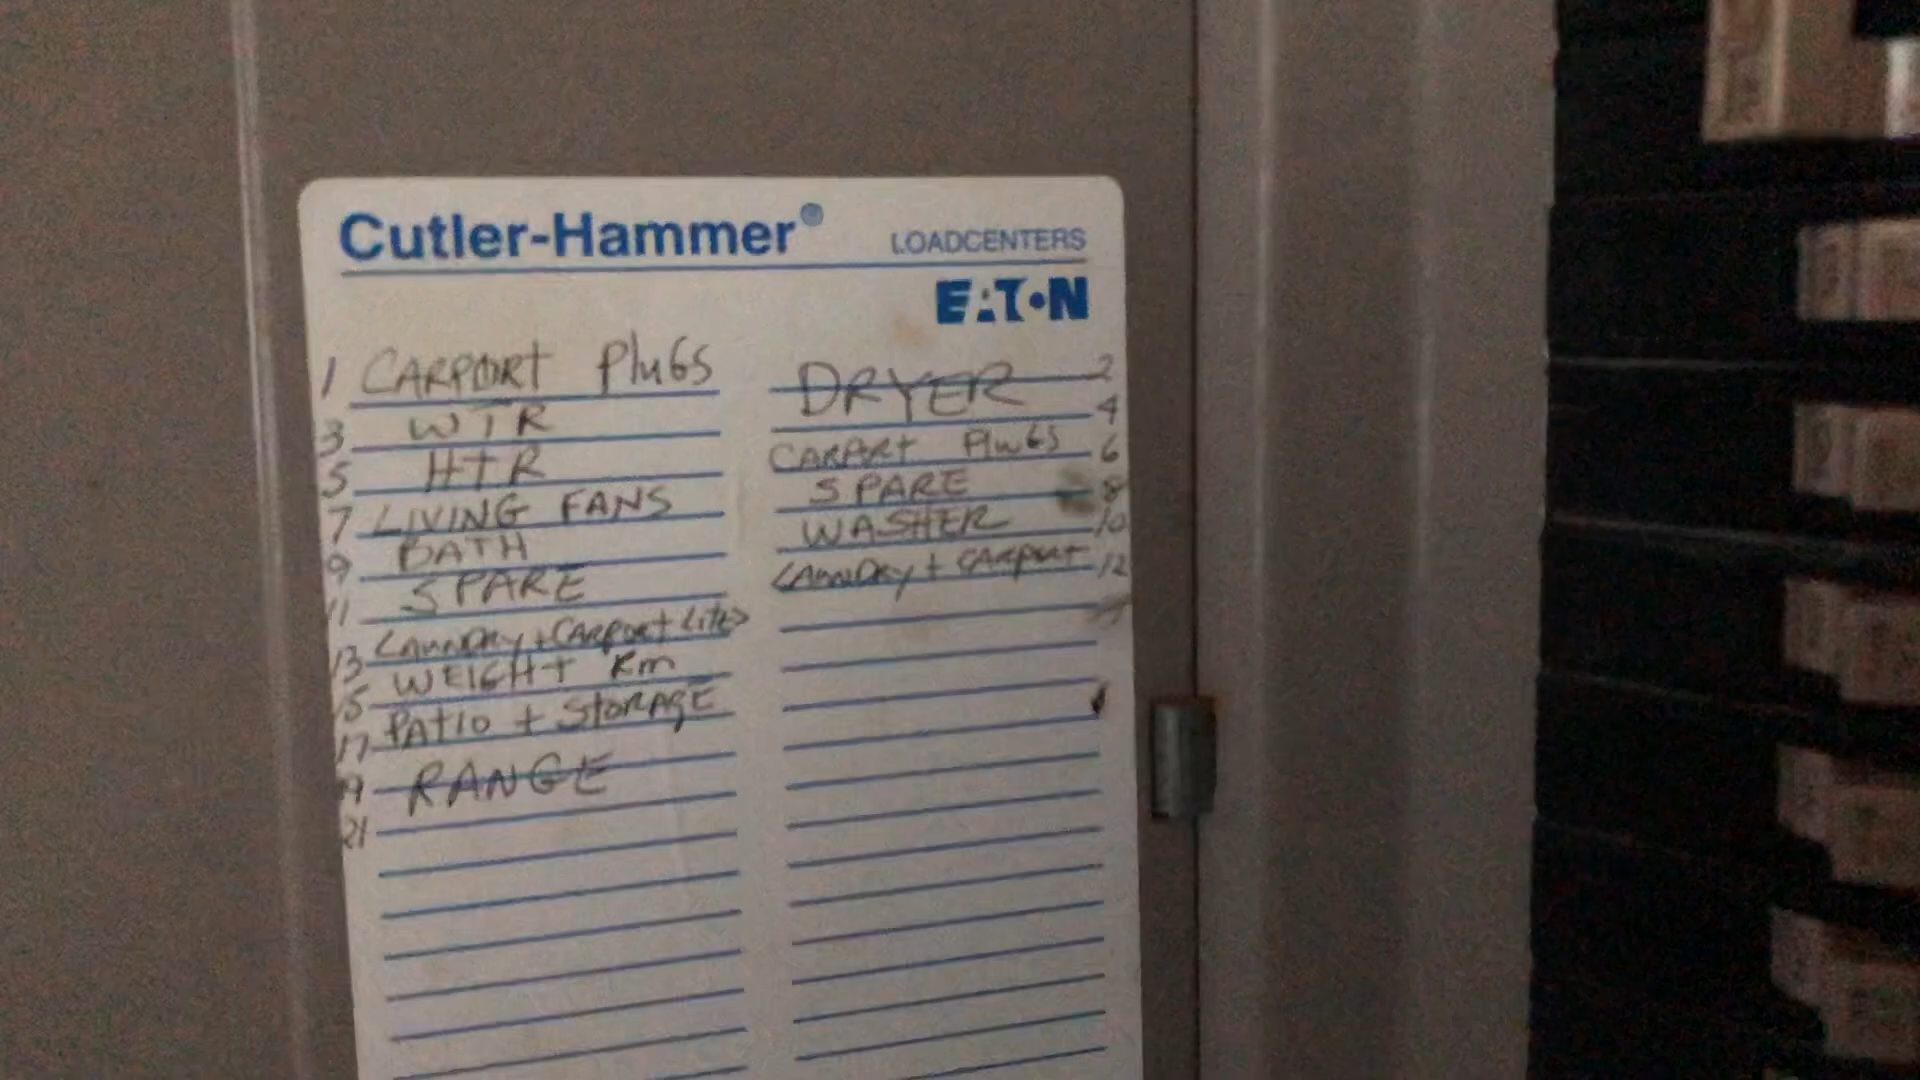 Cutler-Hammer® LOADCENTERS
EAT•N
1 CARPORT PluGS
3 WTR
5 HTR
7 LIVING FANS
9 BATH
11 SPARE
13 LAunDRy + CARPORT LiTES
15 WEIGHT Rm
17 PATIO + STORAGE
19 RANGE
21
DRYER 2
4
CARPORT PluGS 6
SPARE 8
WASHER 10
LAunDRy + CARPORT 12